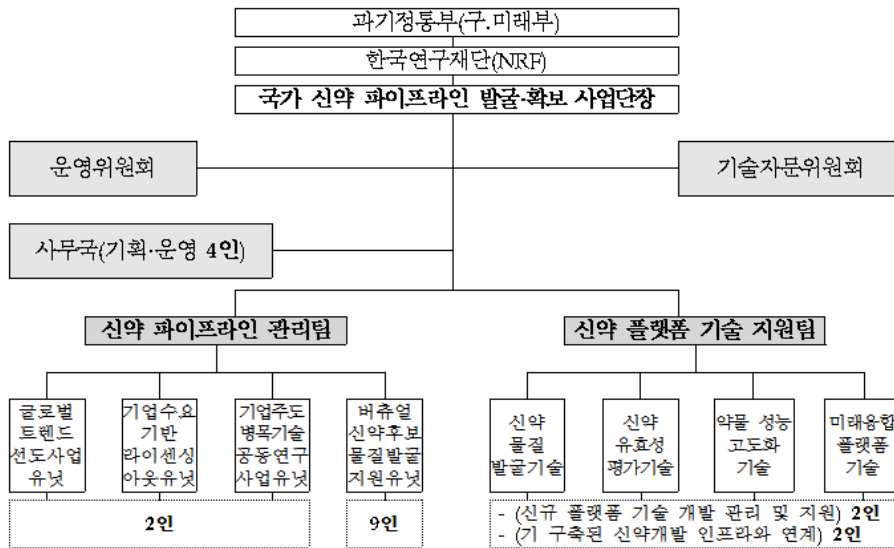 과기정통부(구.미래부)
한국연구재단(NRF)
국가 신약 파이프라인 발굴·확보 사업단장
운영위원회
기술자문위원회
사무국(기획·운영 4인)
신약 파이프라인 관리팀
신약 플랫폼 기술 지원팀
글로벌
트렌드
선도사업
유닛
기업수요
기반
라이센싱
아웃유닛
기업주도
병목기술
공동연구
사업유닛
버츄얼
신약후보
물질발굴
지원유닛
신약
물질
발굴기술
신약
유효성
평가기술
약물 성능
고도화
기술
미래융합
플랫폼
기술
2인
9인
- (신규 플랫폼 기술 개발 관리 및 지원) 2인
- (기 구축된 신약개발 인프라와 연계) 2인